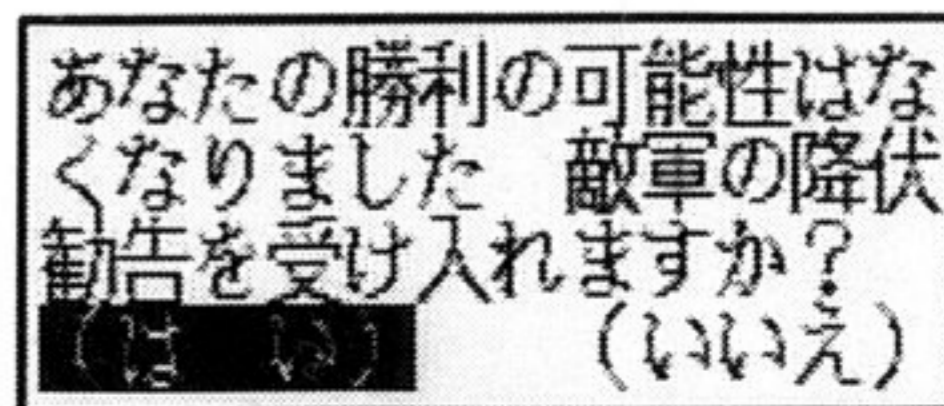 あなたの勝利の可能性はな
くなりました　敵軍の降伏
勧告を受け入れますか？
（は　い）　　（いいえ）